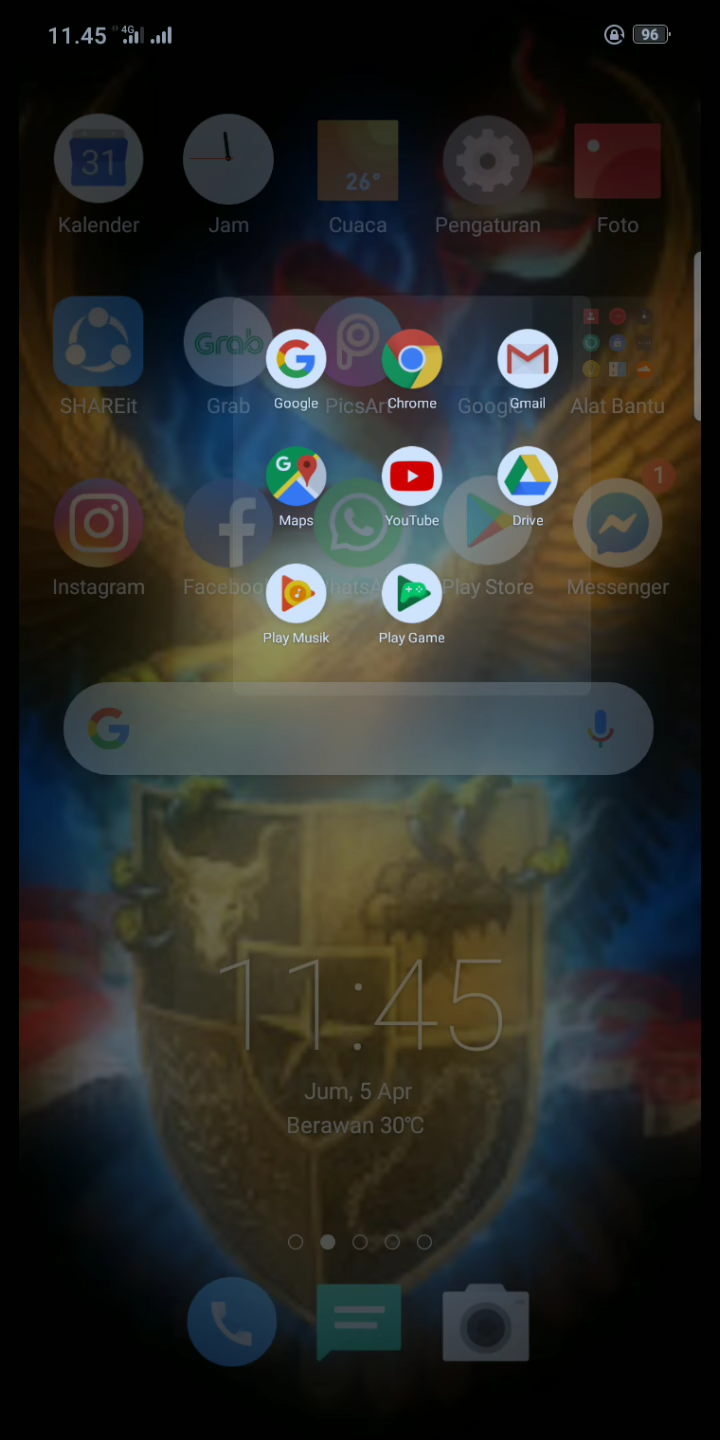 11.45 4G 96
31
26°
Kalender Jam Cuaca Pengaturan Foto
Grab
SHAREit Grab PicsArt Google Alat Bantu
Google Chrome Gmail
1
Maps YouTube Drive
Instagram Facebook WhatsA Play Store Messenger
Play Musik Play Game
11:45
Jum, 5 Apr
Berawan 30°C